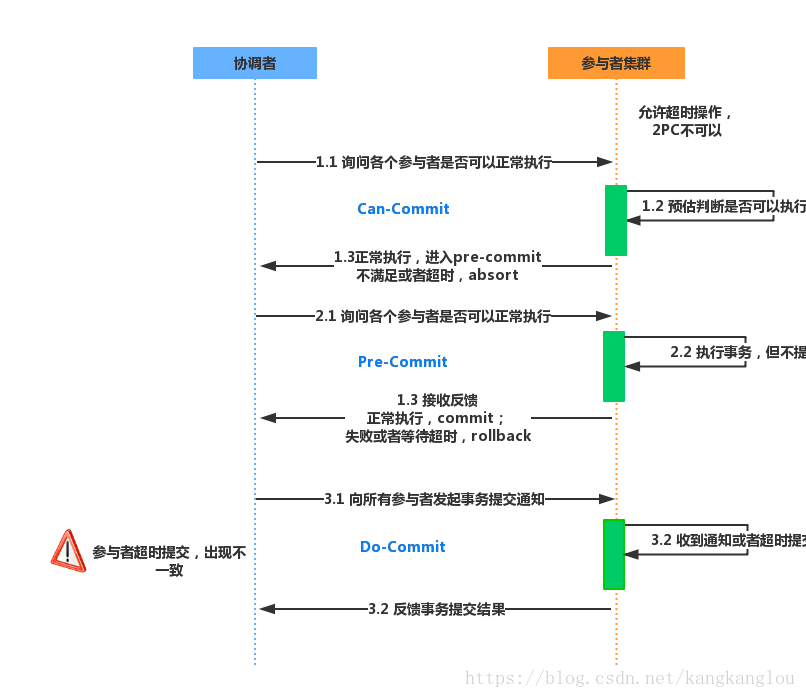 协调者
参与者集群
允许超时操作，
2PC不可以
1.1 询问各个参与者是否可以正常执行
Can-Commit
1.2 预估判断是否可以执行
1.3正常执行，进入pre-commit
不满足或者超时，absort
2.1 询问各个参与者是否可以正常执行
Pre-Commit
2.2 执行事务，但不提
1.3 接收反馈
正常执行，commit；
失败或者等待超时，rollback
3.1 向所有参与者发起事务提交通知
Do-Commit
3.2 收到通知或者超时提交
参与者超时提交，出现不
一致
3.2 反馈事务提交结果
https://blog.csdn.net/kangkanglou